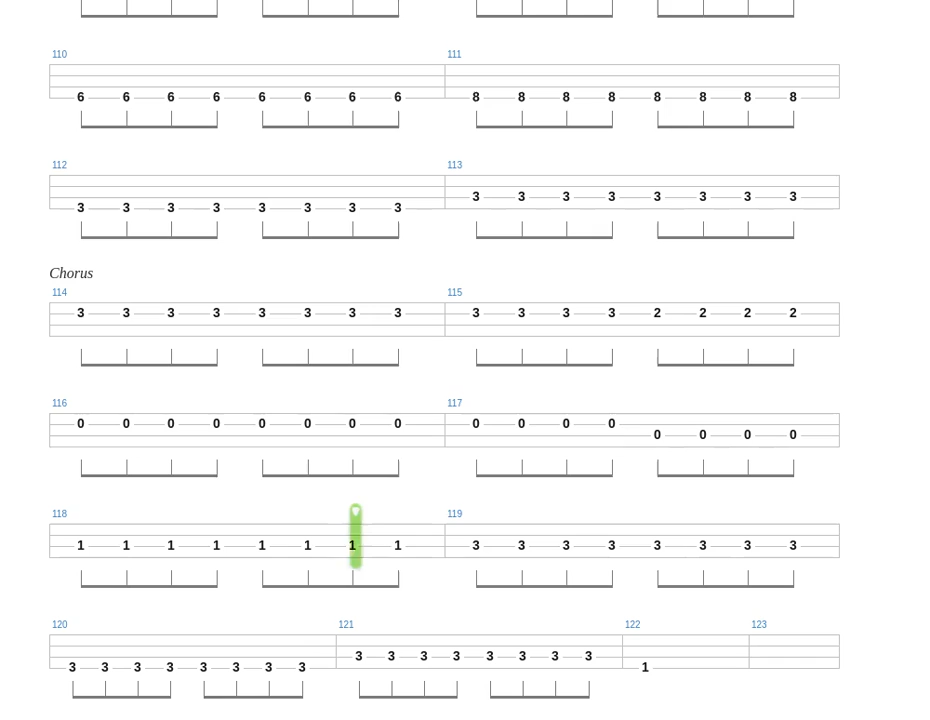 110 111
6 6 6 6 6 6 6 6 8 8 8 8 8 8 8 8
112 113
3 3 3 3 3 3 3 3 3 3 3 3 3 3 3 3
Chorus
114 115
3 3 3 3 3 3 3 3 3 3 3 3 2 2 2 2
116 117
0 0 0 0 0 0 0 0 0 0 0 0 0 0 0 0
118 119
1 1 1 1 1 1 1 1 3 3 3 3 3 3 3 3
120 121 122 123
3 3 3 3 3 3 3 3 3 3 3 3 3 3 3 3 1